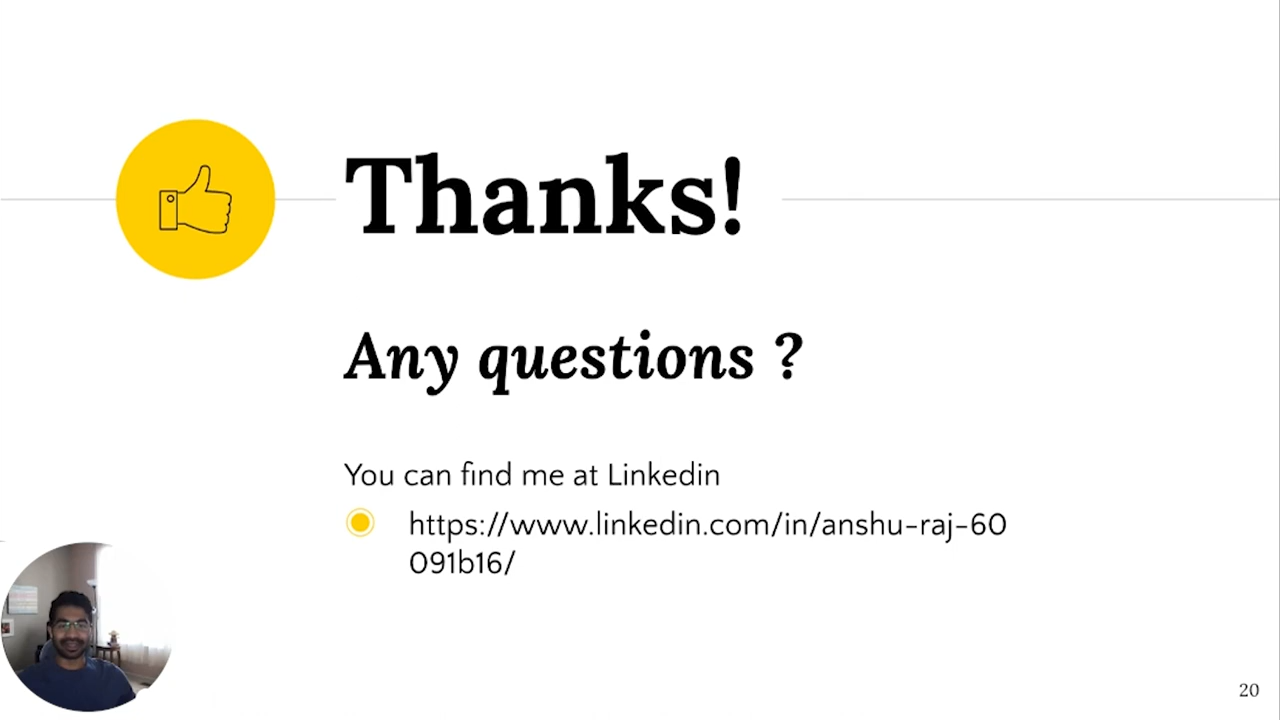 Thanks!
Any questions ?
You can find me at Linkedin
https://www.linkedin.com/in/anshu-raj-60
091b16/
20